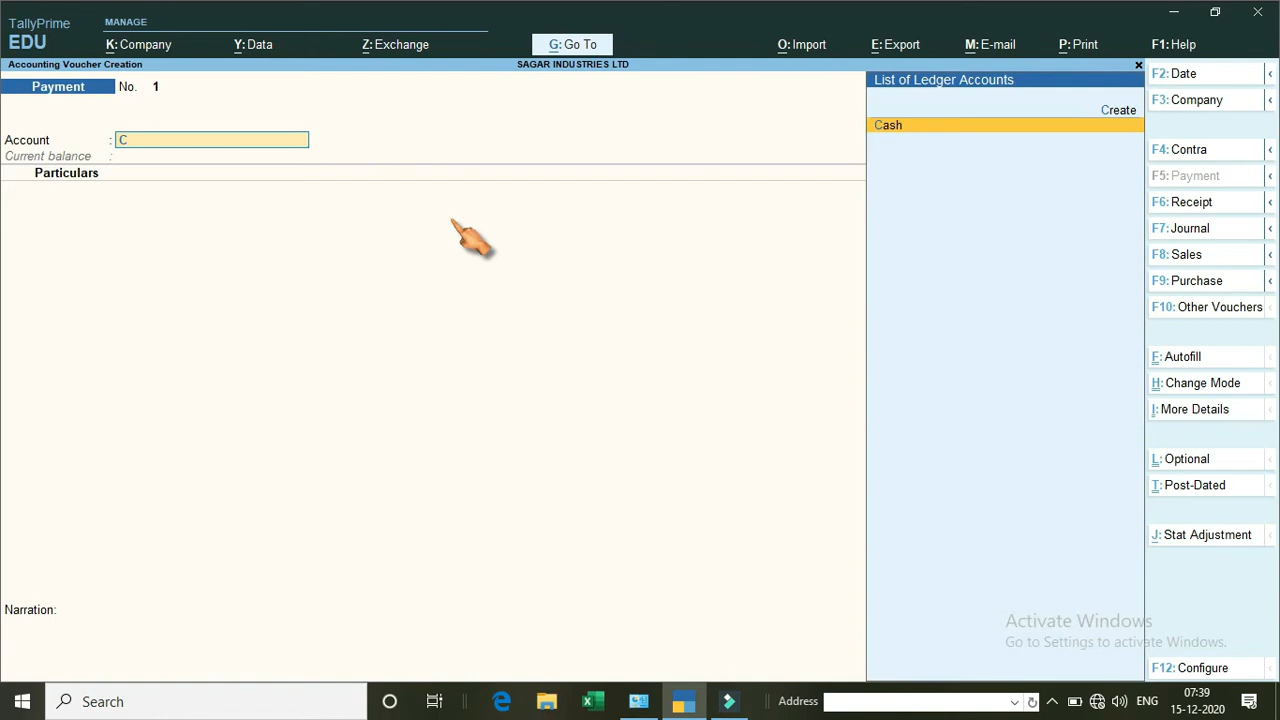 TallyPrime
EDU
MANAGE
K: Company
Y: Data
Z: Exchange
G: Go To
O: Import
E: Export
M: E-mail
P: Print
F1: Help
Accounting Voucher Creation
SAGAR INDUSTRIES LTD
Payment No. 1
Account : C
Current balance :
Particulars
Narration:
List of Ledger Accounts
Create
Cash
F2: Date
F3: Company
F4: Contra
F5: Payment
F6: Receipt
F7: Journal
F8: Sales
F9: Purchase
F10: Other Vouchers
F: Autofill
H: Change Mode
I: More Details
L: Optional
T: Post-Dated
J: Stat Adjustment
Activate Windows
Go to Settings to activate Windows.
F12: Configure
Search
Address
ENG
07:39
15-12-2020